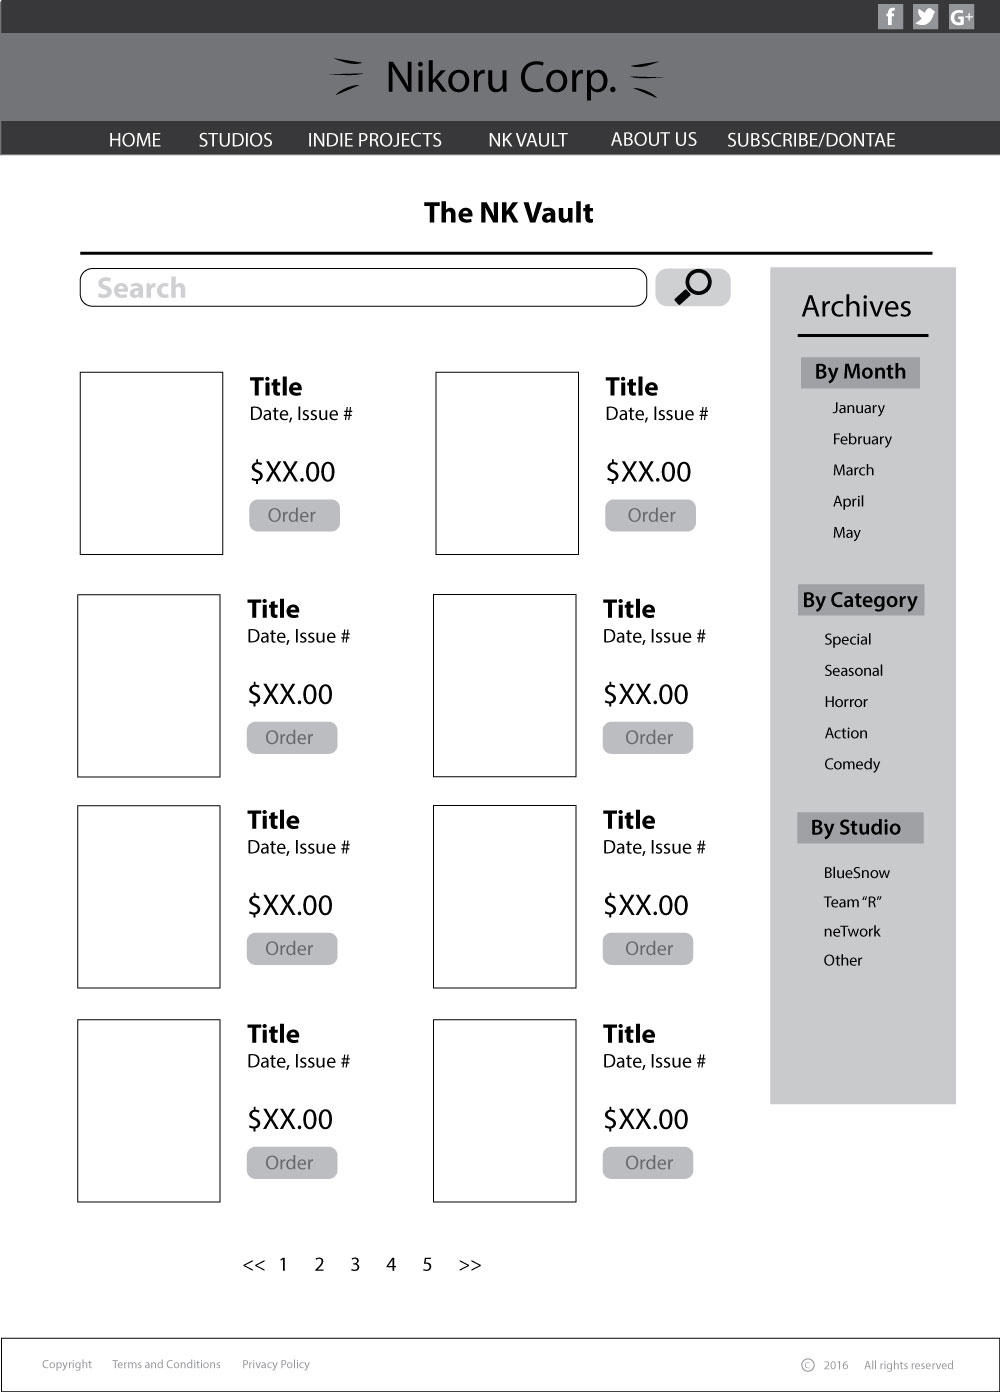 f G+
Nikoru Corp.
HOME STUDIOS INDIE PROJECTS NK VAULT ABOUT US SUBSCRIBE/DONTAE
The NK Vault
Search
Title
Date, Issue #
$XX.00
Order
Title
Date, Issue #
$XX.00
Order
Title
Date, Issue #
$XX.00
Order
Title
Date, Issue #
$XX.00
Order
Title
Date, Issue #
$XX.00
Order
Title
Date, Issue #
$XX.00
Order
Title
Date, Issue #
$XX.00
Order
Title
Date, Issue #
$XX.00
Order
<< 1 2 3 4 5 >>
Archives
By Month
January
February
March
April
May
By Category
Special
Seasonal
Horror
Action
Comedy
By Studio
BlueSnow
Team “R”
neTwork
Other
Copyright Terms and Conditions Privacy Policy © 2016 All rights reserved